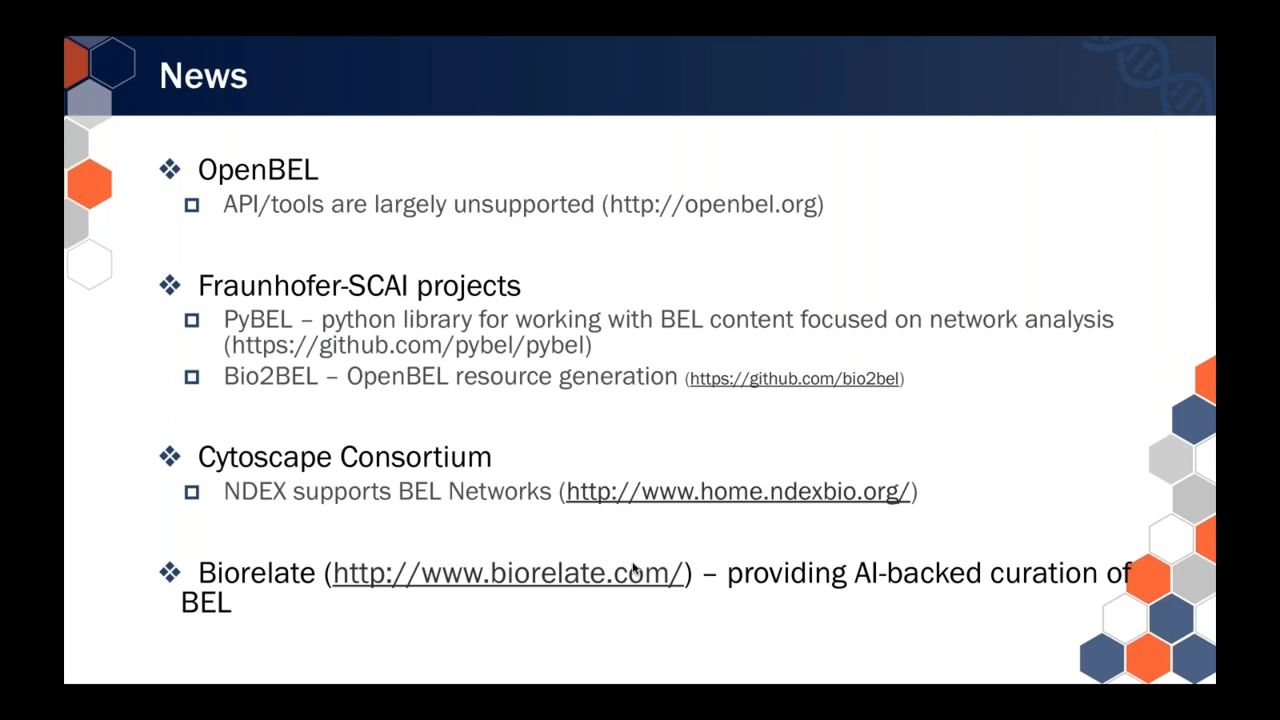 News
OpenBEL
API/tools are largely unsupported (http://openbel.org)
Fraunhofer-SCAI projects
PyBEL – python library for working with BEL content focused on network analysis
(https://github.com/pybel/pybel)
Bio2BEL – OpenBEL resource generation (https://github.com/bio2bel)
Cytoscape Consortium
NDEX supports BEL Networks (http://www.home.ndexbio.org/)
Biorelate (http://www.biorelate.com/) – providing AI-backed curation of
BEL